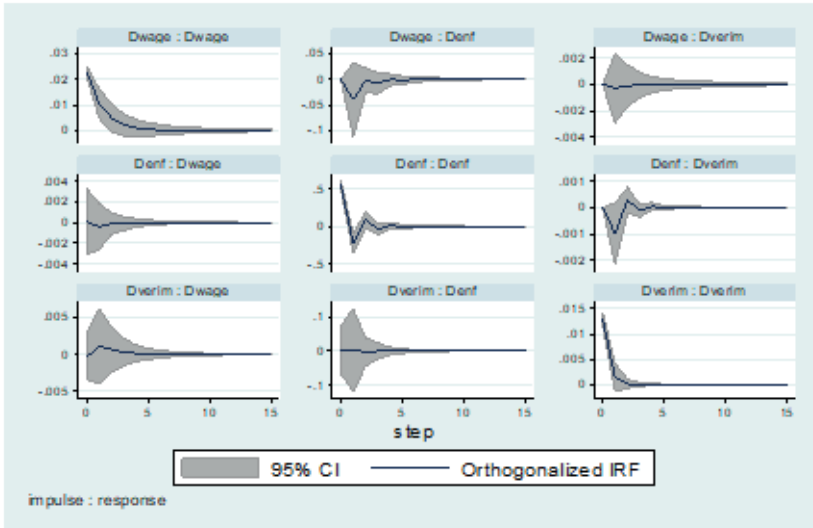 Dwage : Dwage
Dwage : Denf
Dwage : Dverim
.03
.02
.01
0
.05
0
-.05
-.1
.002
0
-.002
-.004
Denf : Dwage
Denf : Denf
Denf : Dverim
.004
.002
0
-.002
-.004
.5
0
-.5
.001
0
-.001
-.002
Dverim : Dwage
Dverim : Denf
Dverim : Dverim
.005
0
-.005
.1
0
-.1
.015
.01
.005
0
0 5 10 15
0 5 10 15
0 5 10 15
step
95% CI
Orthogonalized IRF
impulse : response